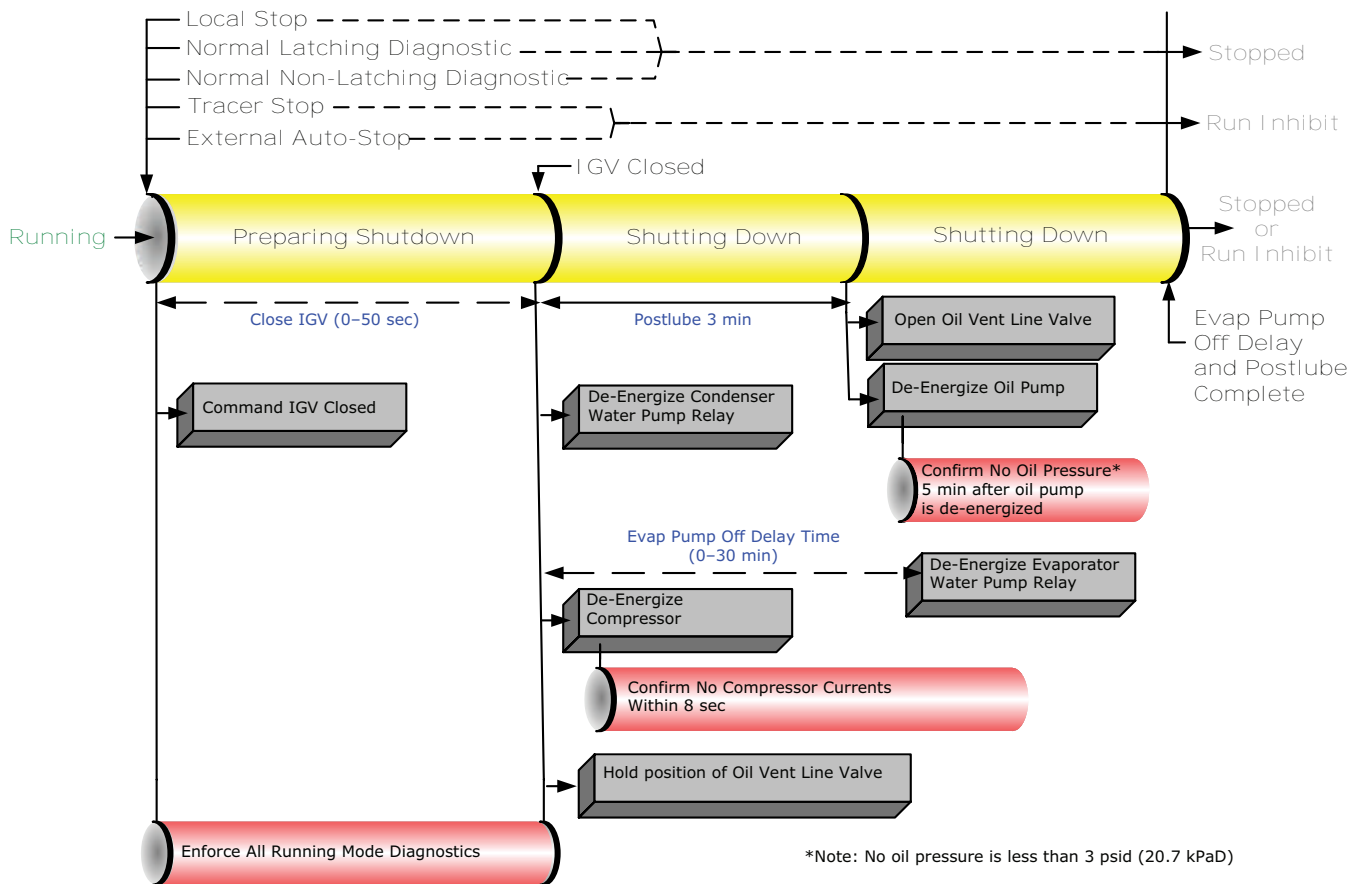 Local Stop
Normal Latching Diagnostic
Normal Non-Latching Diagnostic
Tracer Stop
External Auto-Stop
Stopped
Run Inhibit
IGV Closed
Running
Preparing Shutdown
Shutting Down
Shutting Down
Stopped
or
Run Inhibit
Close IGV (0–50 sec)
Postlube 3 min
Open Oil Vent Line Valve
Evap Pump
Off Delay
and Postlube
Complete
Command IGV Closed
De-Energize Condenser
Water Pump Relay
De-Energize Oil Pump
Confirm No Oil Pressure*
5 min after oil pump
is de-energized
Evap Pump Off Delay Time
(0–30 min)
De-Energize Evaporator
Water Pump Relay
De-Energize
Compressor
Confirm No Compressor Currents
Within 8 sec
Hold position of Oil Vent Line Valve
Enforce All Running Mode Diagnostics
*Note: No oil pressure is less than 3 psid (20.7 kPaD)